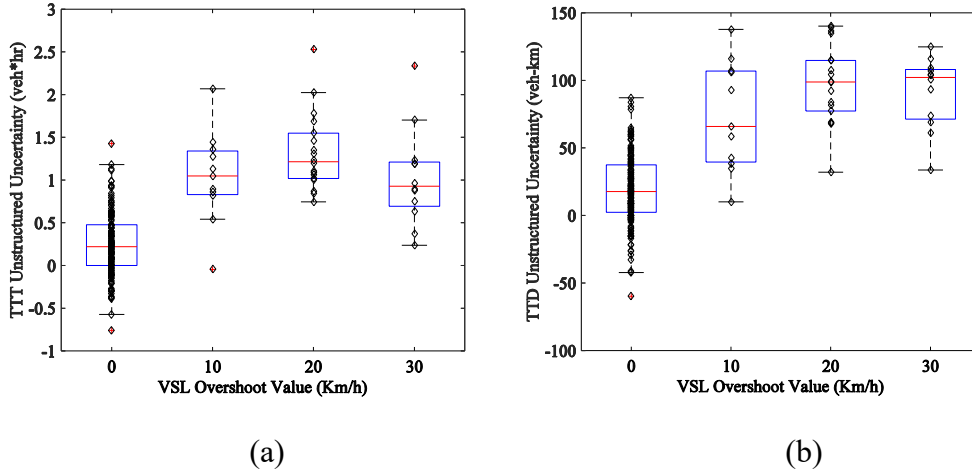 3
2.5
2
1.5
1
0.5
0
-0.5
-1
TTT Unstructured Uncertainty (veh*hr)
0 10 20 30
VSL Overshoot Value (Km/h)
(a)
150
100
50
0
-50
-100
TTD Unstructured Uncertainty (veh-km)
0 10 20 30
VSL Overshoot Value (Km/h)
(b)